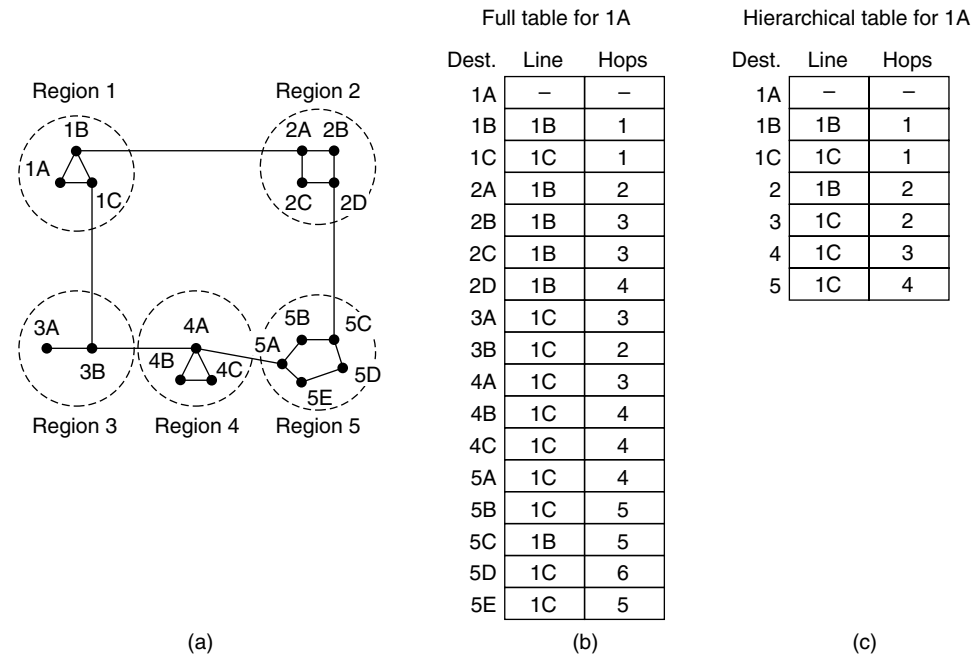 Full table for 1A
Hierarchical table for 1A
Dest. Line Hops
1A – –
1B 1B 1
1C 1C 1
2A 1B 2
2B 1B 3
2C 1B 3
2D 1B 4
3A 1C 3
3B 1C 2
4A 1C 3
4B 1C 4
4C 1C 4
5A 1C 4
5B 1C 5
5C 1B 5
5D 1C 6
5E 1C 5
Dest. Line Hops
1A – –
1B 1B 1
1C 1C 1
2 1B 2
3 1C 2
4 1C 3
5 1C 4
Region 1
Region 2
1B
2A 2B
1A
1C
2C 2D
3A
4A
5B 5C
5A
3B
4B 4C
5D
5E
Region 3 Region 4 Region 5
(a) (b) (c)